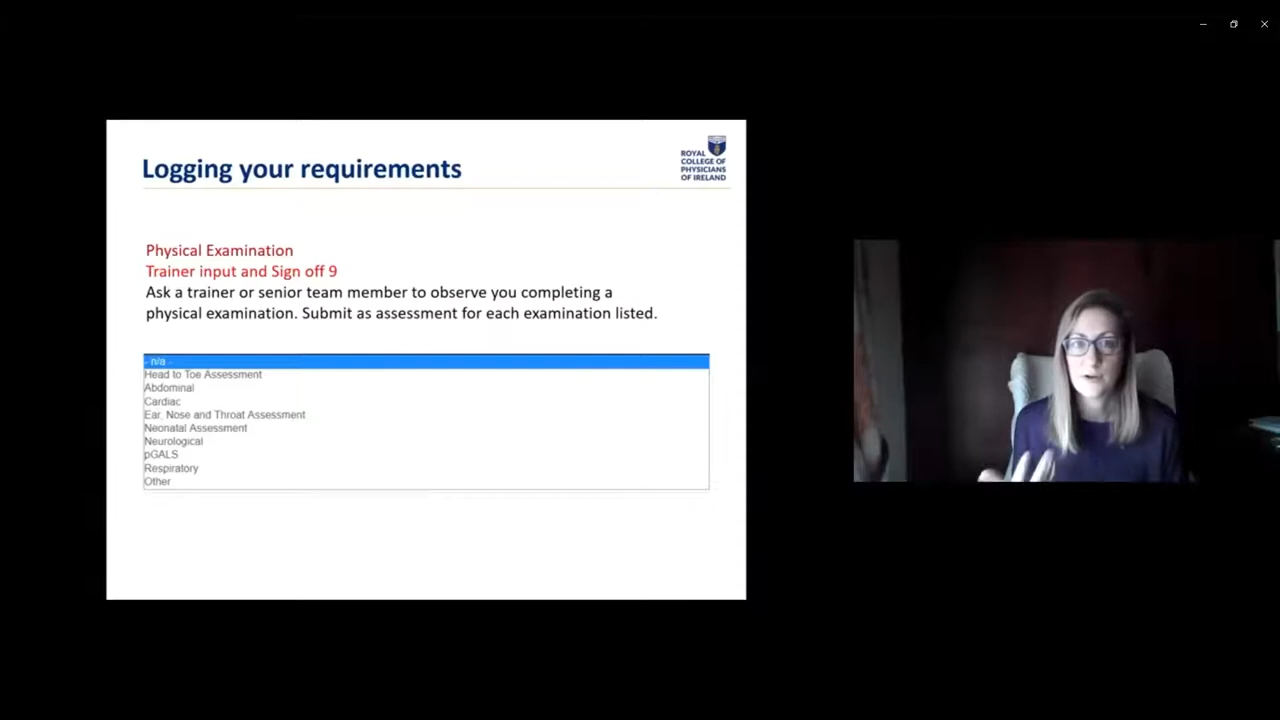 Logging your requirements
ROYAL
COLLEGE OF
PHYSICIANS
OF IRELAND
Physical Examination
Trainer input and Sign off 9
Ask a trainer or senior team member to observe you completing a
physical examination. Submit as assessment for each examination listed.
- n/a -
Head to Toe Assessment
Abdominal
Cardiac
Ear, Nose and Throat Assessment
Neonatal Assessment
Neurological
pGALS
Respiratory
Other